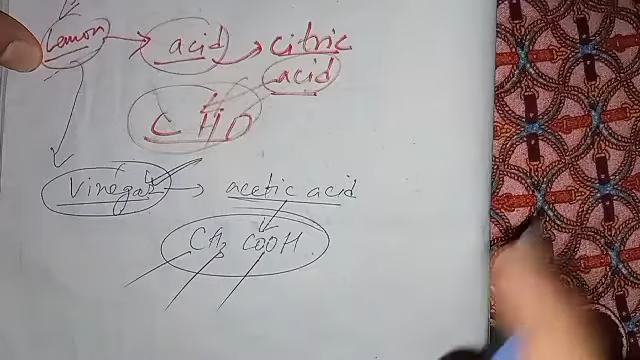 Lemon → acid → citric
acid
C H O
Vinegar → acetic acid
CH₃ COOH